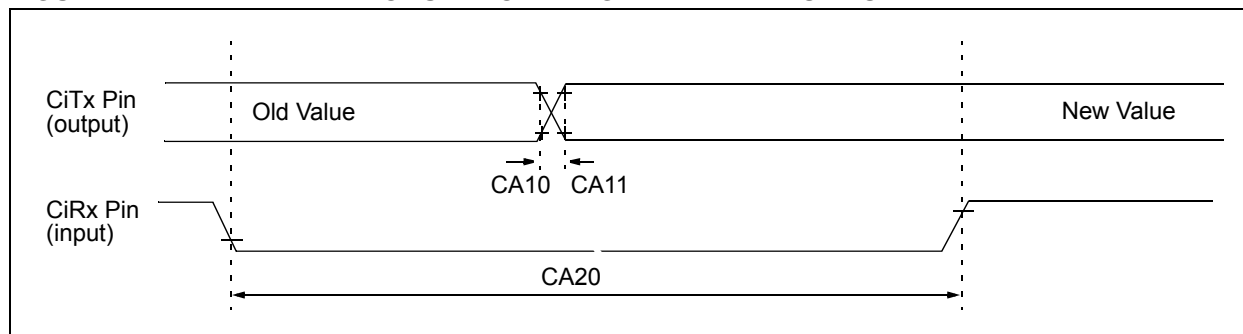 CiTx Pin
(output)
Old Value
New Value
CA10 CA11
CiRx Pin
(input)
CA20